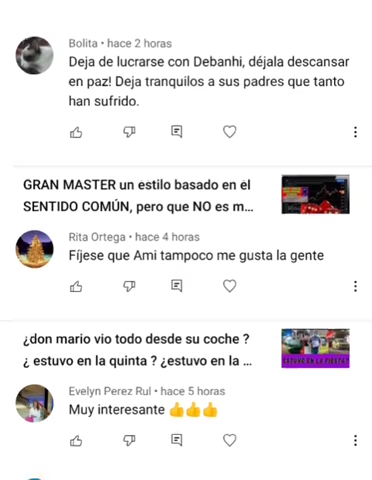 Bolita • hace 2 horas
Deja de lucrarse con Debanhi, déjala descansar
en paz! Deja tranquilos a sus padres que tanto
han sufrido.
GRAN MASTER un estilo basado en el
SENTIDO COMÚN, pero que NO es m...
Rita Ortega • hace 4 horas
Fíjese que Ami tampoco me gusta la gente
¿don mario vio todo desde su coche ?
¿ estuvo en la quinta ? ¿estuvo en la ...
ESTUVO EN LA FIESTA?
Evelyn Perez Rul • hace 5 horas
Muy interesante 👍👍👍